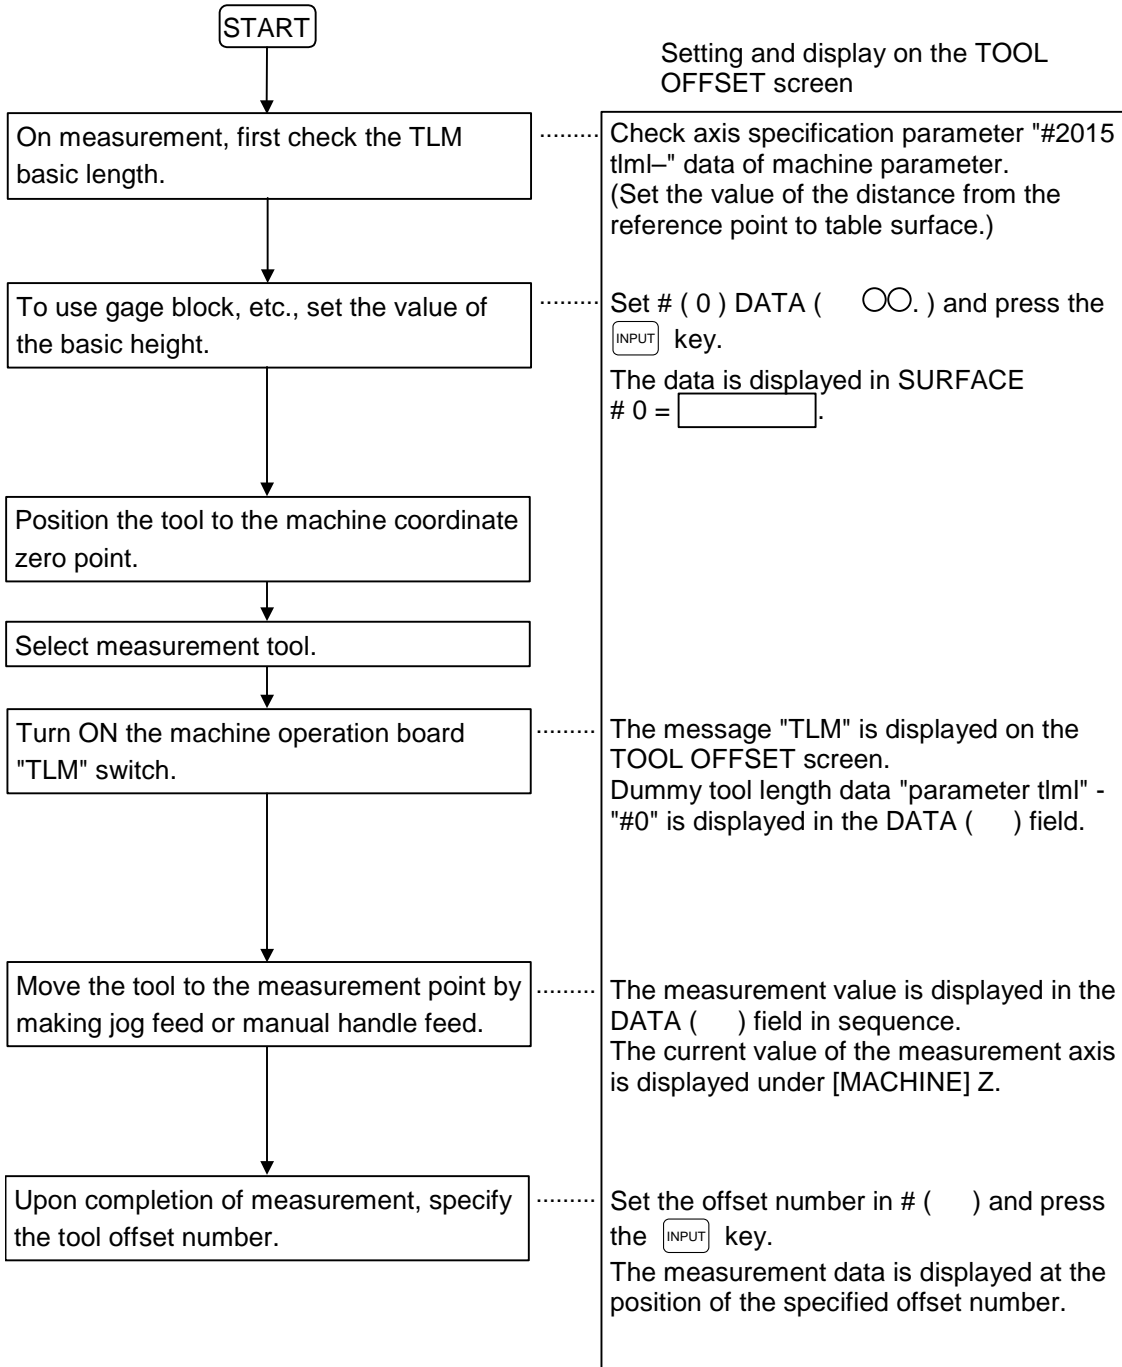 START
Setting and display on the TOOL
OFFSET screen
On measurement, first check the TLM
basic length.
Check axis specification parameter "#2015
tlml–" data of machine parameter.
(Set the value of the distance from the
reference point to table surface.)
To use gage block, etc., set the value of
the basic height.
Set # ( 0 ) DATA (    ○○. ) and press the
INPUT key.
The data is displayed in SURFACE
# 0 = .
Position the tool to the machine coordinate
zero point.
Select measurement tool.
Turn ON the machine operation board
"TLM" switch.
The message "TLM" is displayed on the
TOOL OFFSET screen.
Dummy tool length data "parameter tlml" -
"#0" is displayed in the DATA (    ) field.
Move the tool to the measurement point by
making jog feed or manual handle feed.
The measurement value is displayed in the
DATA (    ) field in sequence.
The current value of the measurement axis
is displayed under [MACHINE] Z.
Upon completion of measurement, specify
the tool offset number.
Set the offset number in # (    ) and press
the INPUT key.
The measurement data is displayed at the
position of the specified offset number.